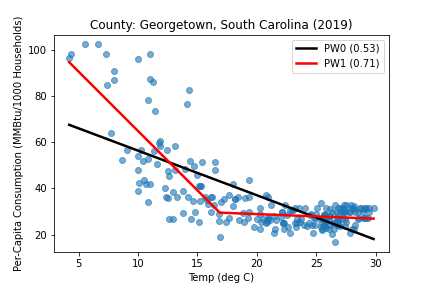 County: Georgetown, South Carolina (2019)
Per-Capita Consumption (MMBtu/1000 Households)
100
80
60
40
20
PW0 (0.53)
PW1 (0.71)
5 10 15 20 25 30
Temp (deg C)